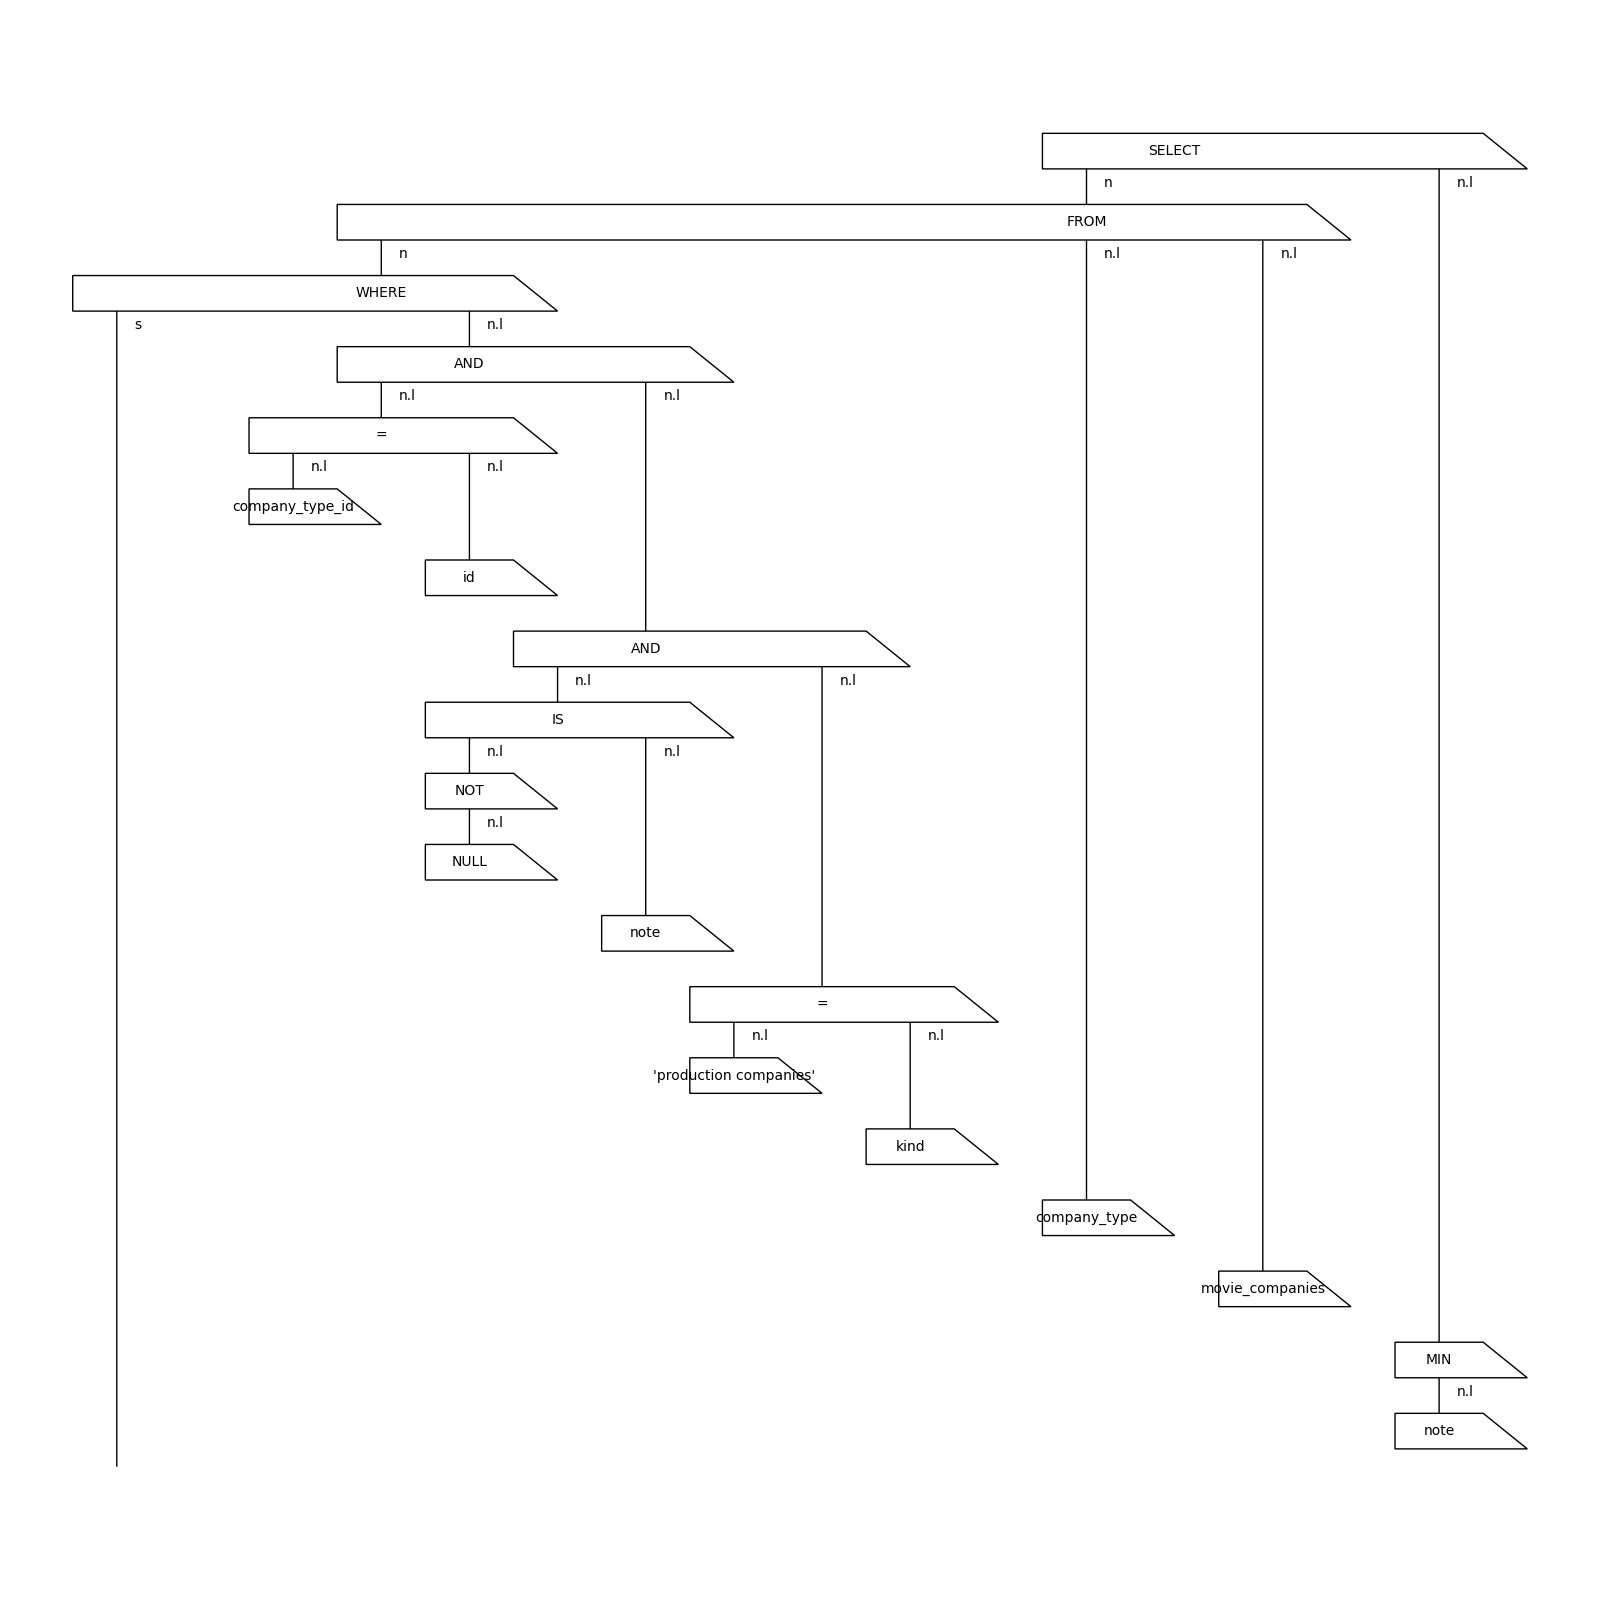 SELECT
n n.l
FROM
n n.l n.l
WHERE
s n.l
AND
n.l n.l
=
n.l n.l
company_type_id
id
AND
n.l n.l
IS
n.l n.l
NOT
n.l
NULL
note
=
n.l n.l
'production companies'
kind
company_type
movie_companies
MIN
n.l
note